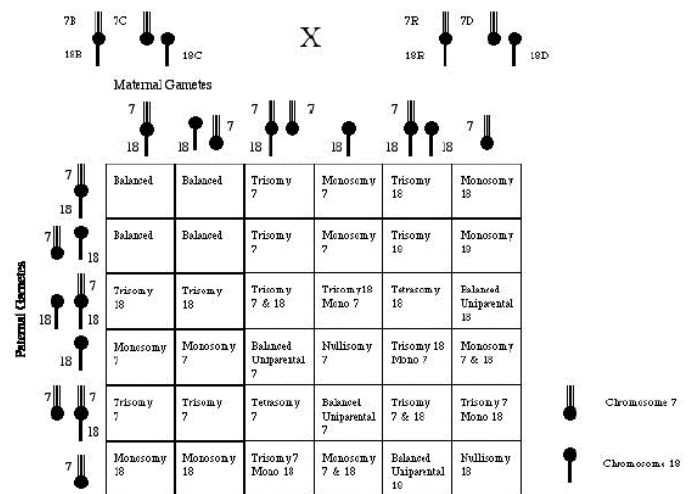 7B 7C
18B 18C
X
7R 7D
18R 18D
Maternal Gametes
7 7 7 7 7 7
18 18 18 18 18 18
Paternal Gametes
7
18
Balanced
Balanced
Trisomy
7
Monosomy
7
Trisomy
18
Monosomy
18
7
18
Balanced
Balanced
Trisomy
7
Monosomy
7
Trisomy
18
Monosomy
18
7
18 18
Trisomy
18
Trisomy
18
Trisomy
7 & 18
Trisomy18
Mono 7
Tetrasomy
18
Balanced
Uniparental
18
18
Monosomy
7
Monosomy
7
Balanced
Uniparental
7
Nullisomy
7
Trisomy 18
Mono 7
Monosomy
7 & 18
7 7
18
Trisomy
7
Trisomy
7
Tetrasomy
7
Balanced
Uniparental
7
Trisomy
7 & 18
Trisomy 7
Mono 18
7
Monosomy
18
Monosomy
18
Trisomy7
Mono 18
Monosomy
7 & 18
Balanced
Uniparental
18
Nullisomy
18
Chromosome 7
Chromosome 18